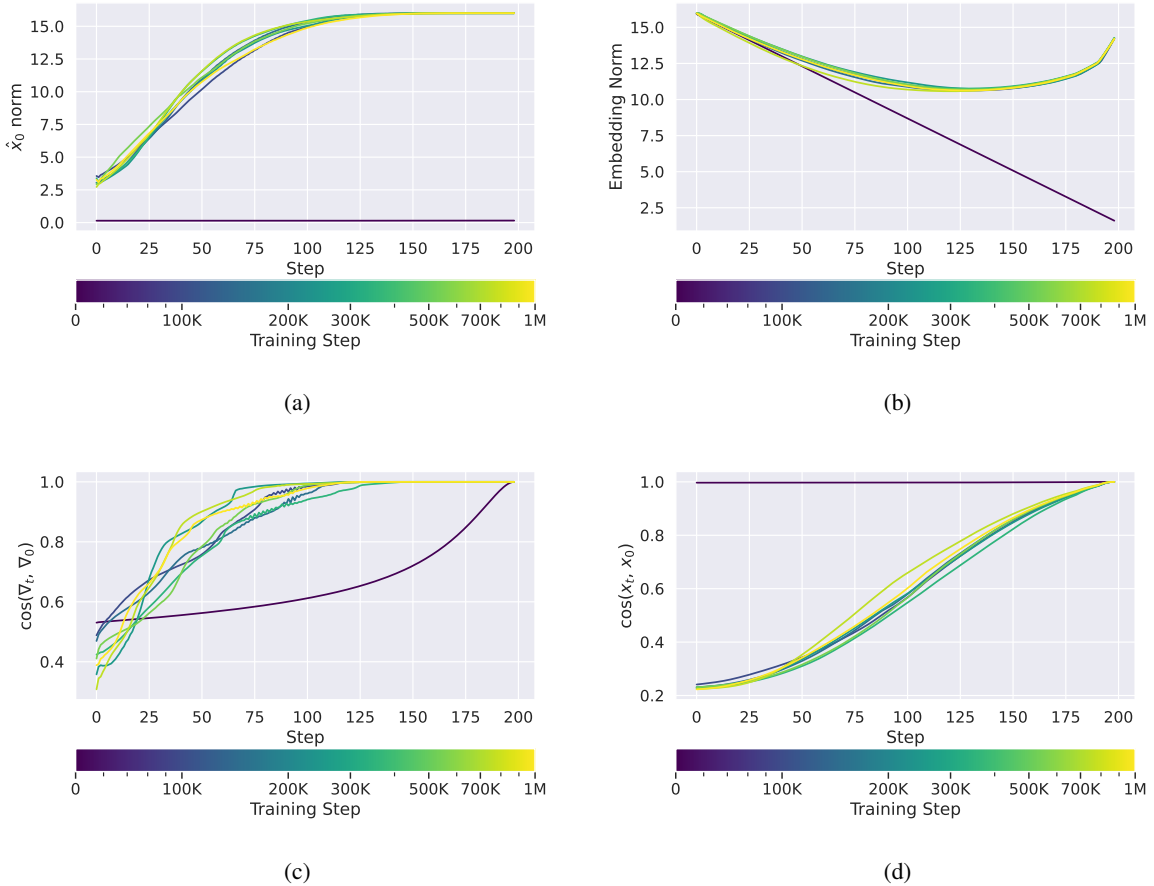 15.0
12.5
10.0
7.5
5.0
2.5
0.0
x̂₀ norm
0 25 50 75 100 125 150 175 200
Step
0 100K 200K 300K 500K 700K 1M
Training Step
(a)
15.0
12.5
10.0
7.5
5.0
2.5
Embedding Norm
0 25 50 75 100 125 150 175 200
Step
0 100K 200K 300K 500K 700K 1M
Training Step
(b)
1.0
0.8
0.6
0.4
cos(∇ₜ, ∇₀)
0 25 50 75 100 125 150 175 200
Step
0 100K 200K 300K 500K 700K 1M
Training Step
(c)
1.0
0.8
0.6
0.4
0.2
cos(xₜ, x₀)
0 25 50 75 100 125 150 175 200
Step
0 100K 200K 300K 500K 700K 1M
Training Step
(d)